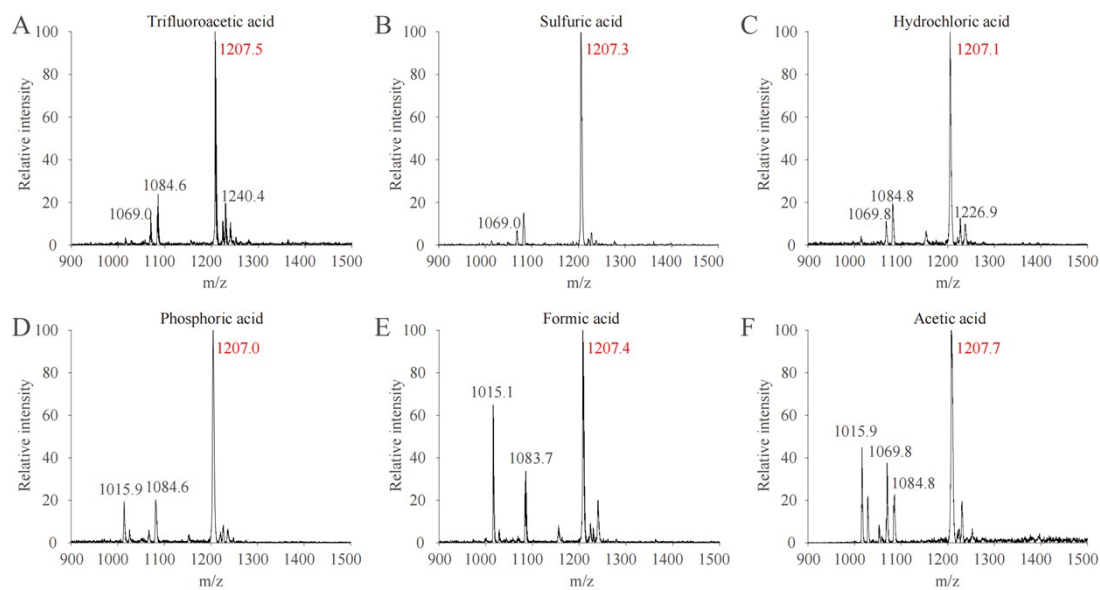 A
Trifluoroacetic acid
100
80
60
40
20
0
Relative intensity
1207.5
1084.6
1069.0
1240.4
900 1000 1100 1200 1300 1400 1500
m/z
B
Sulfuric acid
100
80
60
40
20
0
Relative intensity
1207.3
1069.0
900 1000 1100 1200 1300 1400 1500
m/z
C
Hydrochloric acid
100
80
60
40
20
0
Relative intensity
1207.1
1084.8
1069.8
1226.9
900 1000 1100 1200 1300 1400 1500
m/z
D
Phosphoric acid
100
80
60
40
20
0
Relative intensity
1207.0
1015.9 1084.6
900 1000 1100 1200 1300 1400 1500
m/z
E
Formic acid
100
80
60
40
20
0
Relative intensity
1207.4
1015.1
1083.7
900 1000 1100 1200 1300 1400 1500
m/z
F
Acetic acid
100
80
60
40
20
0
Relative intensity
1207.7
1015.9
1069.8
1084.8
900 1000 1100 1200 1300 1400 1500
m/z